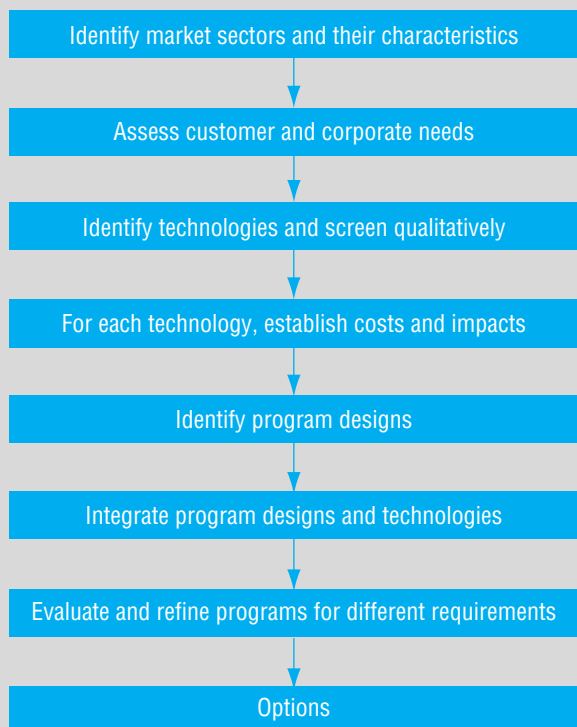 Identify market sectors and their characteristics
Assess customer and corporate needs
Identify technologies and screen qualitatively
For each technology, establish costs and impacts
Identify program designs
Integrate program designs and technologies
Evaluate and refine programs for different requirements
Options